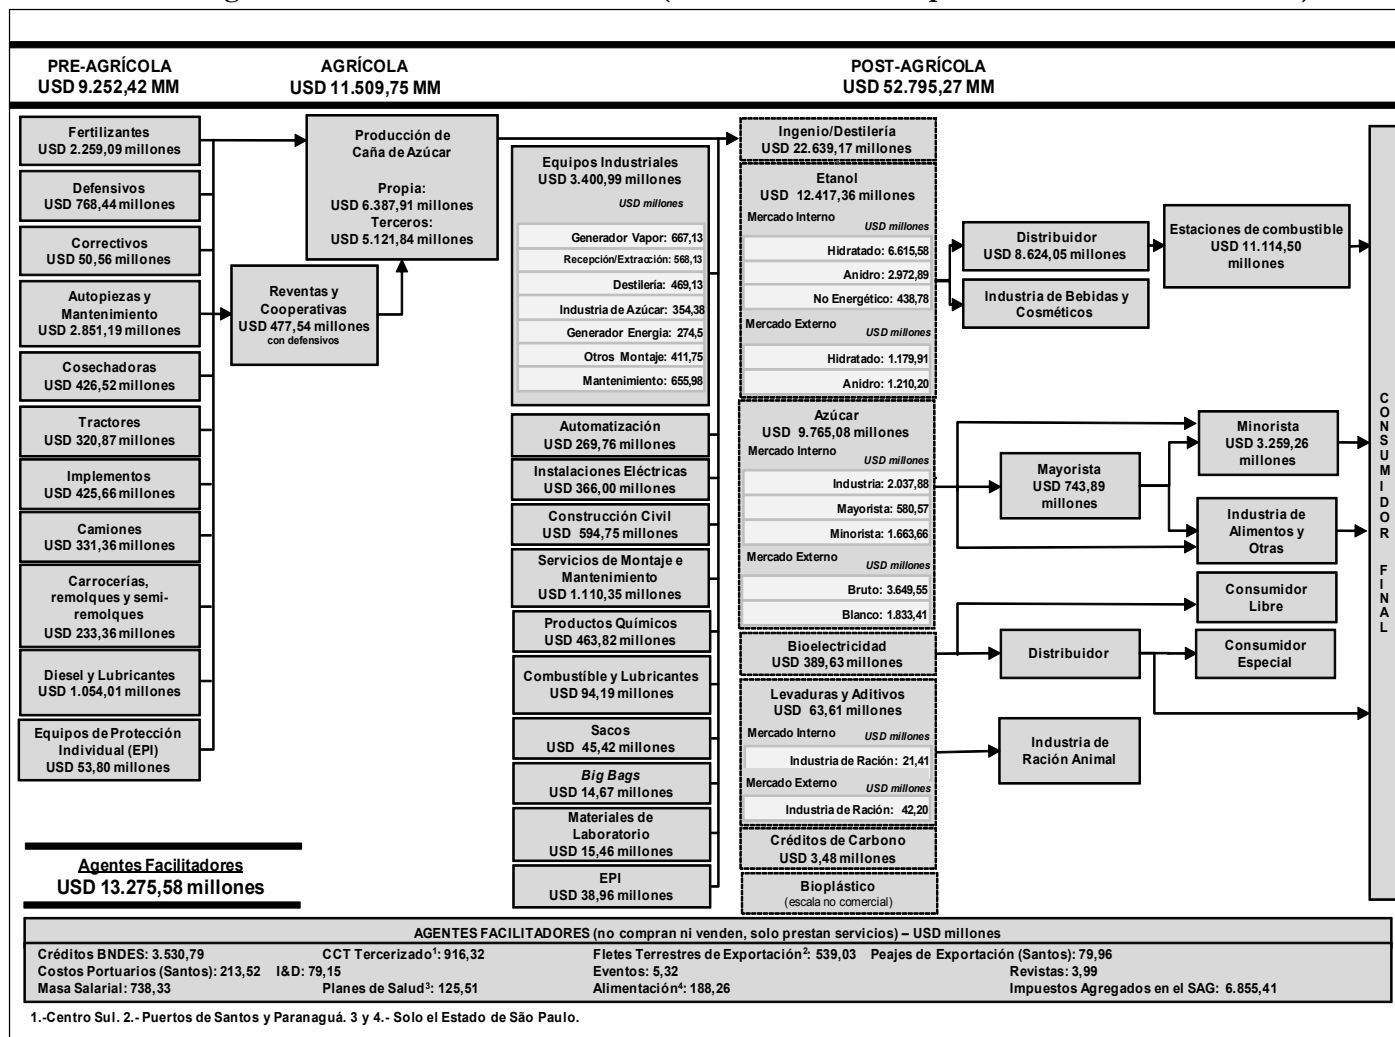 PRE-AGRÍCOLA
USD 9.252,42 MM
AGRÍCOLA
USD 11.509,75 MM
POST-AGRÍCOLA
USD 52.795,27 MM
Fertilizantes
USD 2.259,09 millones
Defensivos
USD 768,44 millones
Correctivos
USD 50,56 millones
Autopiezas y
Mantenimiento
USD 2.851,19 millones
Cosechadoras
USD 426,52 millones
Tractores
USD 320,87 millones
Implementos
USD 425,66 millones
Camiones
USD 331,36 millones
Carrocerías,
remolques y semi-
remolques
USD 233,36 millones
Diesel y Lubricantes
USD 1.054,01 millones
Equipos de Protección
Individual (EPI)
USD 53,80 millones
Reventas y
Cooperativas
USD 477,54 millones
con defensivos
Producción de
Caña de Azúcar
Propia:
USD 6.387,91 millones
Terceros:
USD 5.121,84 millones
Equipos Industriales
USD 3.400,99 millones
USD millones
Generador Vapor: 667,13
Recepción/Extracción: 568,13
Destilería: 469,13
Industria de Azúcar: 354,38
Generador Energia: 274,5
Otros Montaje: 411,75
Mantenimiento: 655,98
Automatización
USD 269,76 millones
Instalaciones Eléctricas
USD 366,00 millones
Construcción Civil
USD 594,75 millones
Servicios de Montaje e
Mantenimiento
USD 1.110,35 millones
Productos Químicos
USD 463,82 millones
Combustíble y Lubricantes
USD 94,19 millones
Sacos
USD 45,42 millones
Big Bags
USD 14,67 millones
Materiales de
Laboratorio
USD 15,46 millones
EPI
USD 38,96 millones
Ingenio/Destilería
USD 22.639,17 millones
Etanol
USD 12.417,36 millones
Mercado Interno
USD millones
Hidratado: 6.615,58
Anidro: 2.972,89
No Energético: 438,78
Mercado Externo
USD millones
Hidratado: 1.179,91
Anidro: 1.210,20
Azúcar
USD 9.765,08 millones
Mercado Interno
USD millones
Industria: 2.037,88
Mayorista: 580,57
Minorista: 1.663,66
Mercado Externo
USD millones
Bruto: 3.649,55
Blanco: 1.833,41
Bioelectricidad
USD 389,63 millones
Levaduras y Aditivos
USD 63,61 millones
Mercado Interno USD millones
Industria de Ración: 21,41
Mercado Externo USD millones
Industria de Ración: 42,20
Créditos de Carbono
USD 3,48 millones
Bioplástico
(escala no comercial)
Distribuidor
USD 8.624,05 millones
Estaciones de combustible
USD 11.114,50
millones
Industria de Bebidas y
Cosméticos
Mayorista
USD 743,89
millones
Minorista
USD 3.259,26
millones
Industria de
Alimentos y
Otras
Consumidor
Libre
Distribuidor
Consumidor
Especial
Industria de
Ración Animal
CONSUMIDOR FINAL
Agentes Facilitadores
USD 13.275,58 millones
AGENTES FACILITADORES (no compran ni venden, solo prestan servicios) – USD millones
Créditos BNDES: 3.530,79 CCT Tercerizado¹: 916,32 Fletes Terrestres de Exportación²: 539,03 Peajes de Exportación (Santos): 79,96
Costos Portuarios (Santos): 213,52 I&D: 79,15 Eventos: 5,32 Revistas: 3,99
Masa Salarial: 738,33 Planes de Salud³: 125,51 Alimentación⁴: 188,26 Impuestos Agregados en el SAG: 6.855,41
1.-Centro Sul. 2.- Puertos de Santos y Paranaguá. 3 y 4.- Solo el Estado de São Paulo.